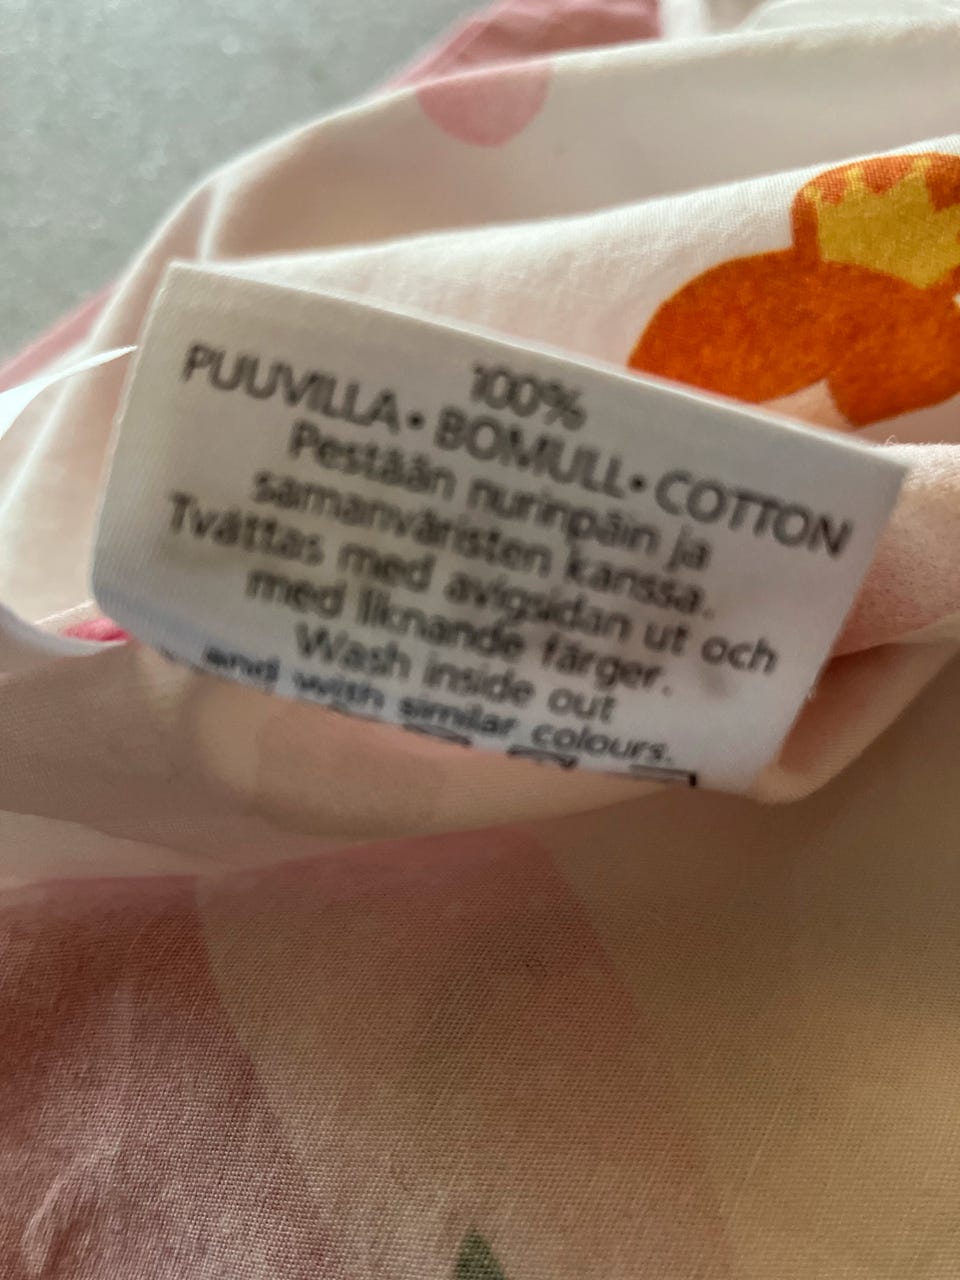 100%
PUUVILLA • BOMULL • COTTON
Pestään nurinpäin ja
samanväristen kanssa.
Tvättas med avigsidan ut och
med liknande färger.
Wash inside out
and with similar colours.